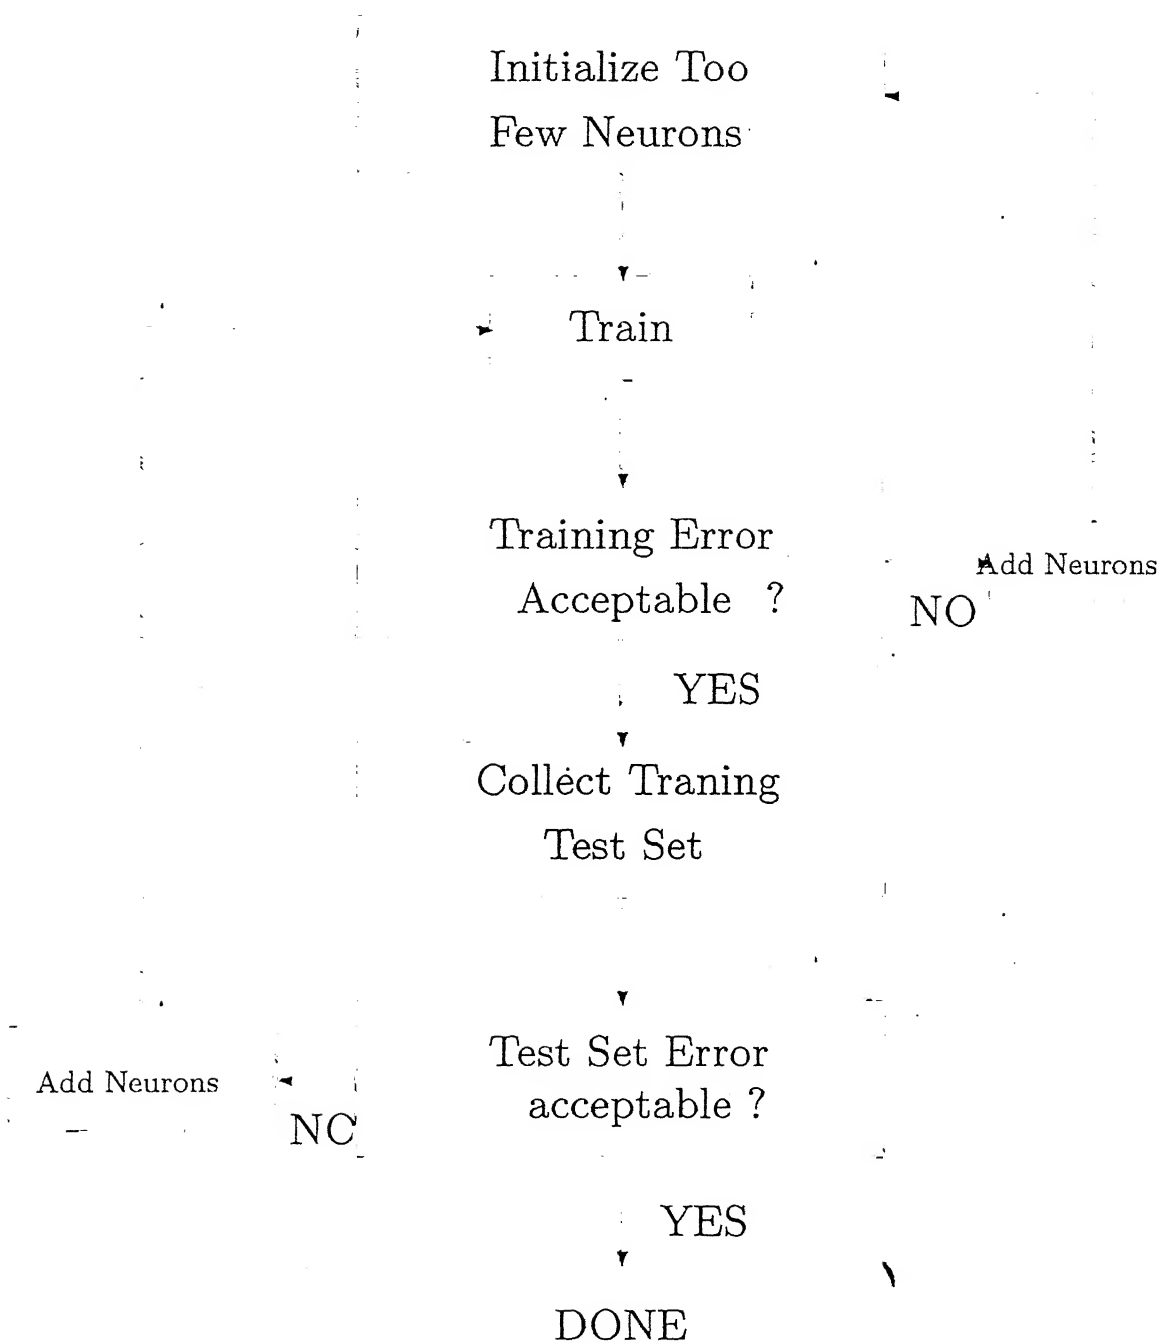 Initialize Too
Few Neurons
Train
Training Error
Acceptable ?
Add Neurons
NO
YES
Collect Traning
Test Set
Test Set Error
acceptable ?
Add Neurons
NO
YES
DONE